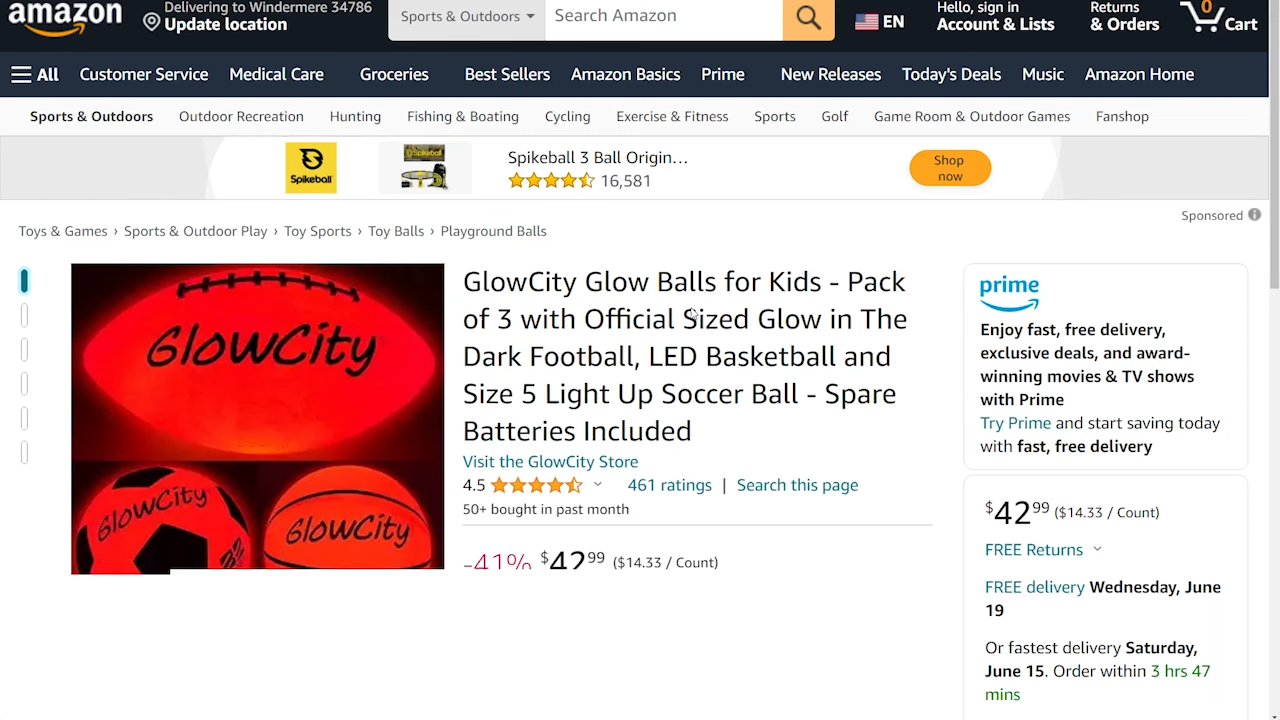 amazon
Delivering to Windermere 34786
Update location
Sports & Outdoors
Search Amazon
EN
Hello, sign in
Account & Lists
Returns
& Orders
0
Cart
All
Customer Service
Medical Care
Groceries
Best Sellers
Amazon Basics
Prime
New Releases
Today's Deals
Music
Amazon Home
Sports & Outdoors
Outdoor Recreation
Hunting
Fishing & Boating
Cycling
Exercise & Fitness
Sports
Golf
Game Room & Outdoor Games
Fanshop
Spikeball
Spikeball 3 Ball Origin...
16,581
Shop
now
Sponsored
Toys & Games › Sports & Outdoor Play › Toy Sports › Toy Balls › Playground Balls
GlowCity
GlowCity
GlowCity
GlowCity Glow Balls for Kids - Pack
of 3 with Official Sized Glow in The
Dark Football, LED Basketball and
Size 5 Light Up Soccer Ball - Spare
Batteries Included
Visit the GlowCity Store
4.5
461 ratings | Search this page
50+ bought in past month
-41% $42 99 ($14.33 / Count)
prime
Enjoy fast, free delivery,
exclusive deals, and award-
winning movies & TV shows
with Prime
Try Prime and start saving today
with fast, free delivery
$42 99 ($14.33 / Count)
FREE Returns
FREE delivery Wednesday, June
19
Or fastest delivery Saturday,
June 15. Order within 3 hrs 47
mins